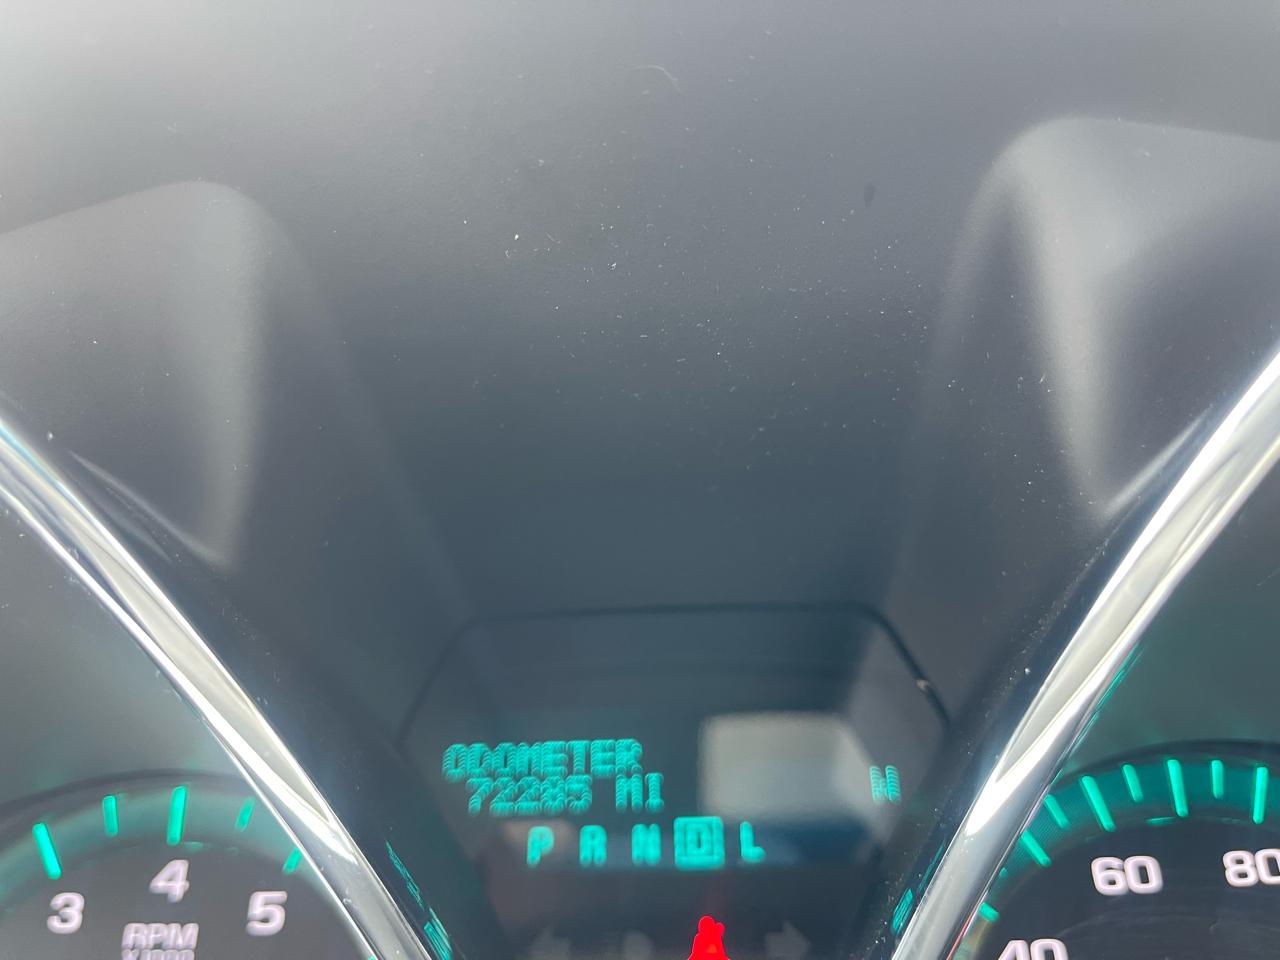 ODOMETER
72285 MI
N
P R N D L
3 4 5
RPM
60 80
40